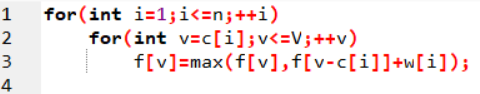 1 for(int i=1;i<=n;++i)
2 for(int v=c[i];v<=V;++v)
3 f[v]=max(f[v],f[v-c[i]]+w[i]);
4